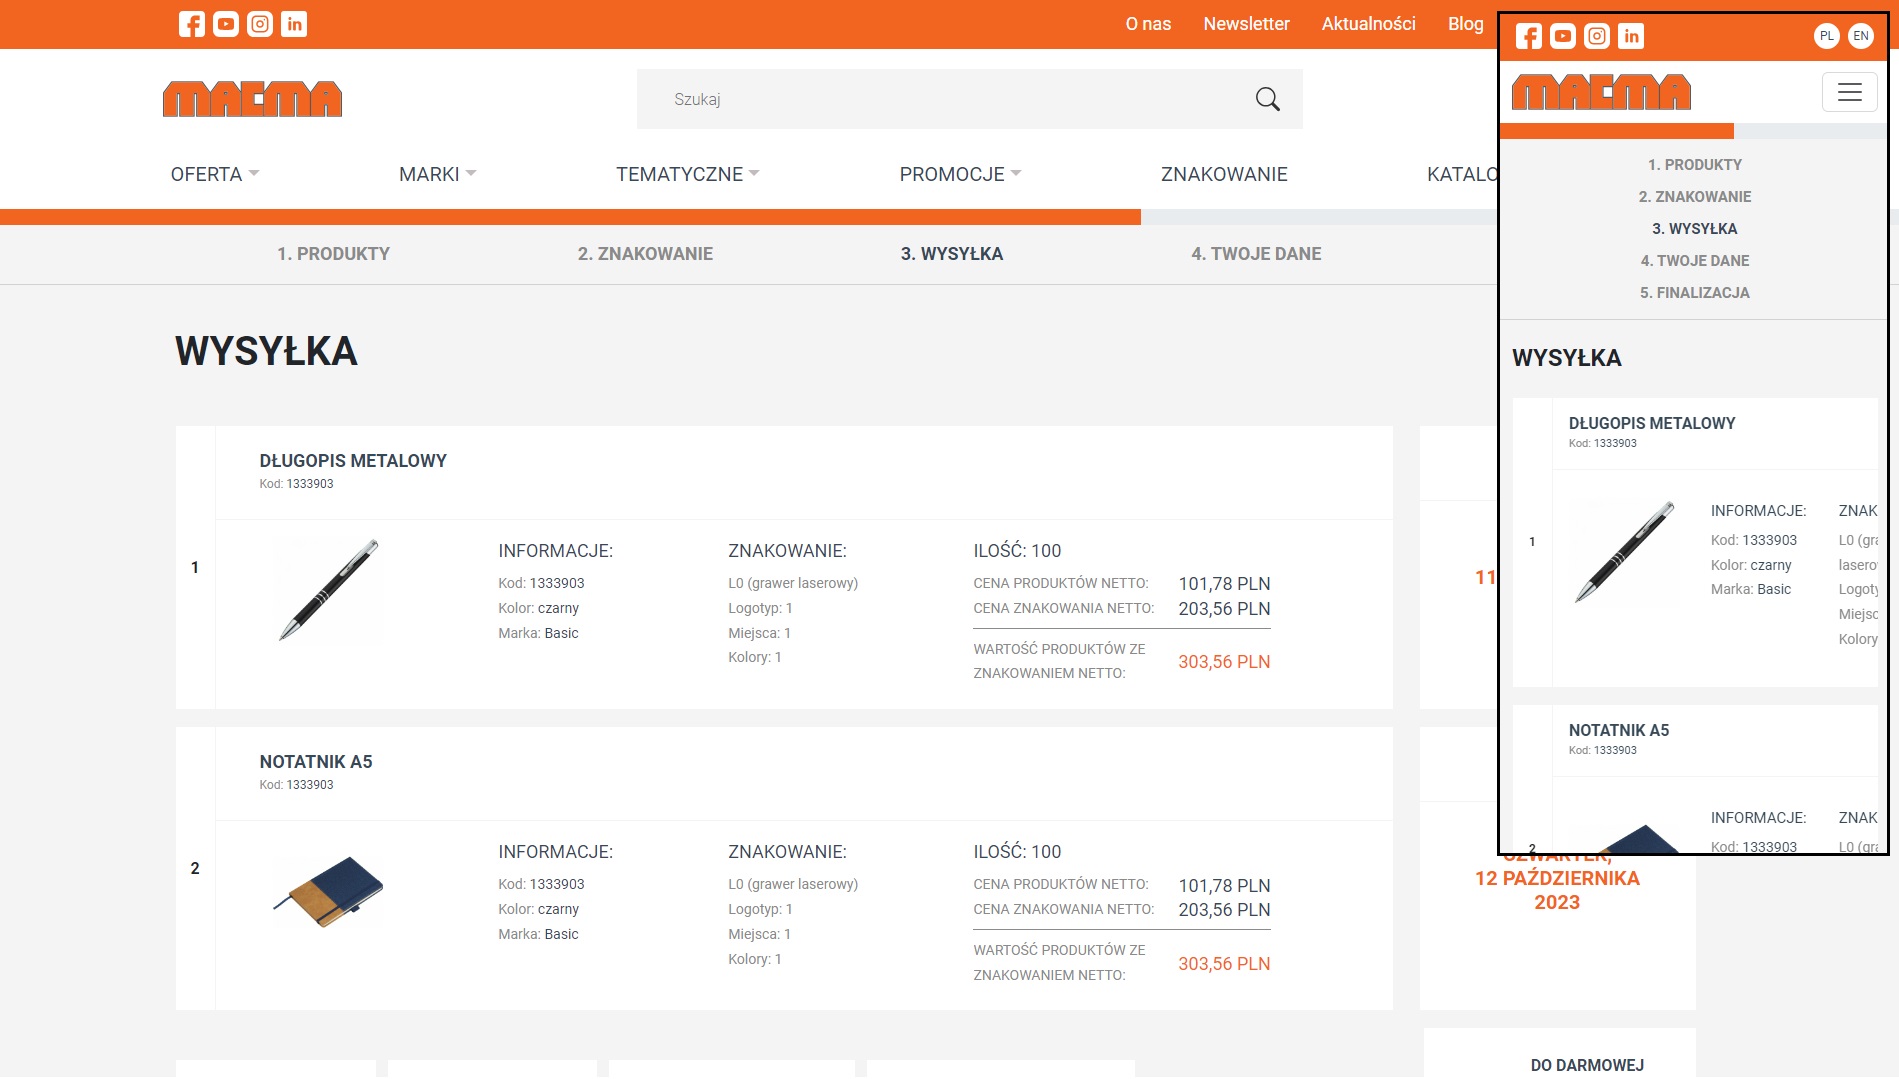 O nas
Newsletter
Aktualności
Blog
MACMA
Szukaj
OFERTA
MARKI
TEMATYCZNE
PROMOCJE
ZNAKOWANIE
KATALO
1. PRODUKTY
2. ZNAKOWANIE
3. WYSYŁKA
4. TWOJE DANE
WYSYŁKA
1
DŁUGOPIS METALOWY
Kod: 1333903
INFORMACJE:
Kod: 1333903
Kolor: czarny
Marka: Basic
ZNAKOWANIE:
L0 (grawer laserowy)
Logotyp: 1
Miejsca: 1
Kolory: 1
ILOŚĆ: 100
CENA PRODUKTÓW NETTO: 101,78 PLN
CENA ZNAKOWANIA NETTO: 203,56 PLN
WARTOŚĆ PRODUKTÓW ZE
ZNAKOWANIEM NETTO:
303,56 PLN
11
2
NOTATNIK A5
Kod: 1333903
INFORMACJE:
Kod: 1333903
Kolor: czarny
Marka: Basic
ZNAKOWANIE:
L0 (grawer laserowy)
Logotyp: 1
Miejsca: 1
Kolory: 1
ILOŚĆ: 100
CENA PRODUKTÓW NETTO: 101,78 PLN
CENA ZNAKOWANIA NETTO: 203,56 PLN
WARTOŚĆ PRODUKTÓW ZE
ZNAKOWANIEM NETTO:
303,56 PLN
CZWARTEK,
12 PAŹDZIERNIKA
2023
DO DARMOWEJ
PL
EN
MACMA
1. PRODUKTY
2. ZNAKOWANIE
3. WYSYŁKA
4. TWOJE DANE
5. FINALIZACJA
WYSYŁKA
1
DŁUGOPIS METALOWY
Kod: 1333903
INFORMACJE:
Kod: 1333903
Kolor: czarny
Marka: Basic
ZNAK
L0 (gra
lasero
Logoty
Miejsc
Kolory
2
NOTATNIK A5
Kod: 1333903
INFORMACJE:
Kod: 1333903
ZNAK
L0 (gra